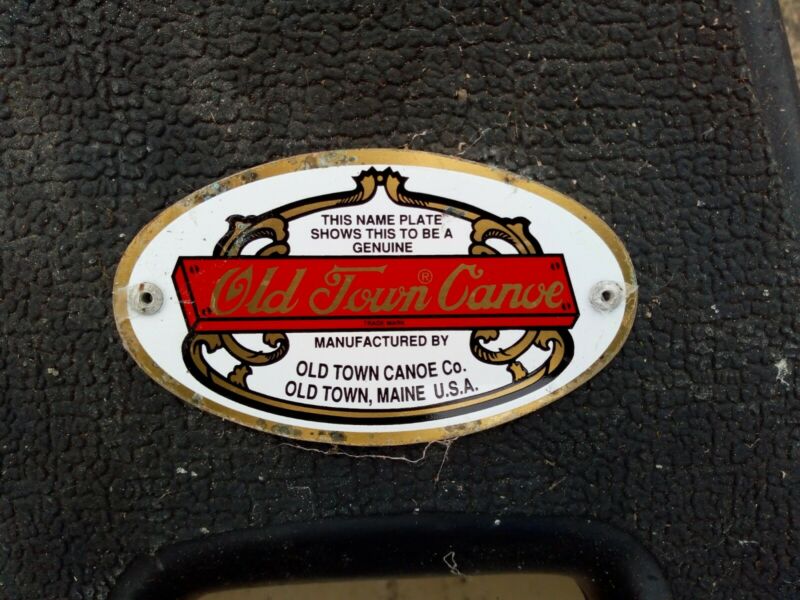 THIS NAME PLATE
SHOWS THIS TO BE A
GENUINE
Old Town® Canoe
TRADE MARK
MANUFACTURED BY
OLD TOWN CANOE Co.
OLD TOWN, MAINE U.S.A.